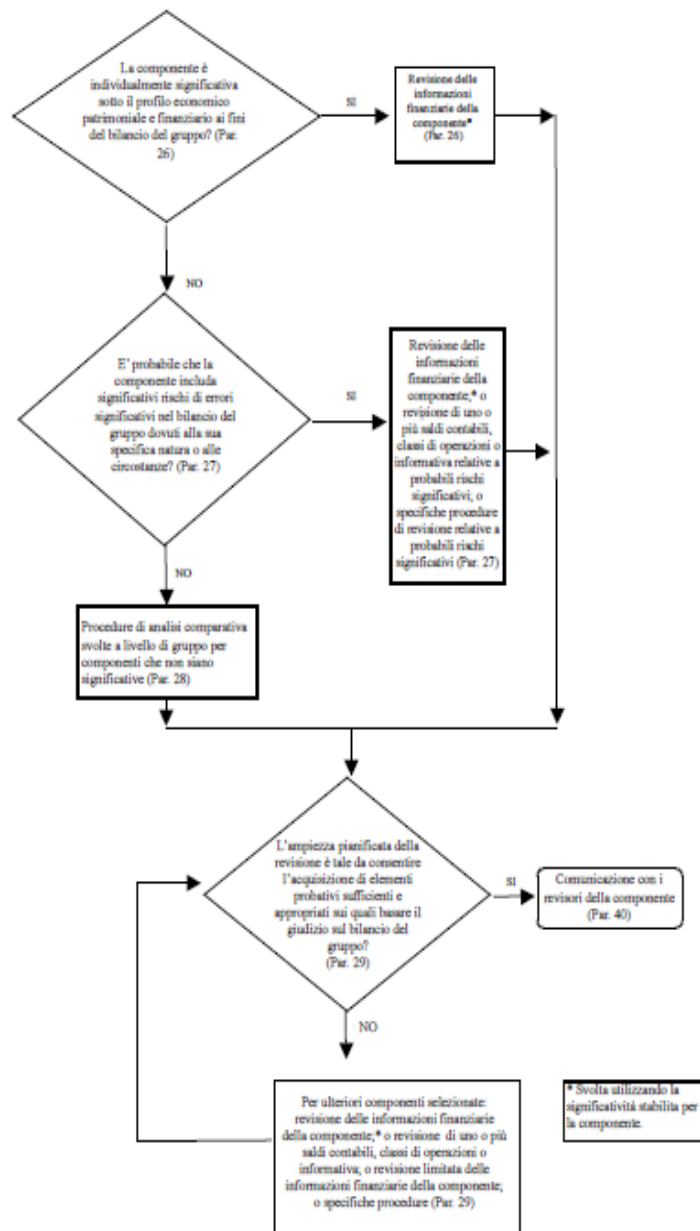 La componente è
individualmente significativa
sotto il profilo economico
patrimoniale e finanziario ai fini
del bilancio del gruppo? (Par.
26)
SI
Revisione delle
informazioni
finanziarie della
componente*
(Par. 26)
NO
E' probabile che la
componente includa
significativi rischi di errori
significativi nel bilancio del
gruppo dovuti alla sua
specifica natura o alle
circostanze? (Par. 27)
SI
Revisione delle
informazioni
finanziarie della
componente;* o
revisione di uno o
più saldi contabili,
classi di operazioni o
informativa relative a
probabili rischi
significativi; o
specifiche procedure
di revisione relative a
probabili rischi
significativi (Par. 27)
NO
Procedure di analisi comparativa
svolte a livello di gruppo per
componenti che non siano
significative (Par. 28)
L'ampiezza pianificata della
revisione è tale da consentire
l'acquisizione di elementi
probativi sufficienti e
appropriati sui quali basare il
giudizio sul bilancio del
gruppo?
(Par. 29)
SI
Comunicazione con i
revisori della componente
(Par. 40)
NO
Per ulteriori componenti selezionate:
revisione delle informazioni finanziarie
della componente;* o revisione di uno o più
saldi contabili, classi di operazioni o
informativa; o revisione limitata delle
informazioni finanziarie della componente;
o specifiche procedure (Par. 29)
* Svolta utilizzando la
significatività stabilita per
la componente.